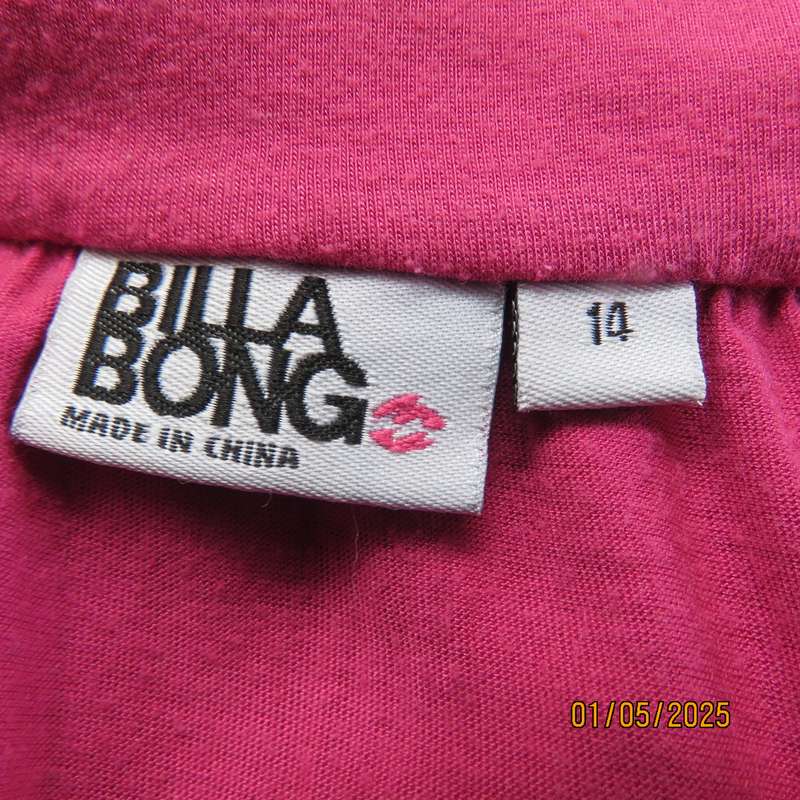 BILLA
BONG
MADE IN CHINA
14
01/05/2025